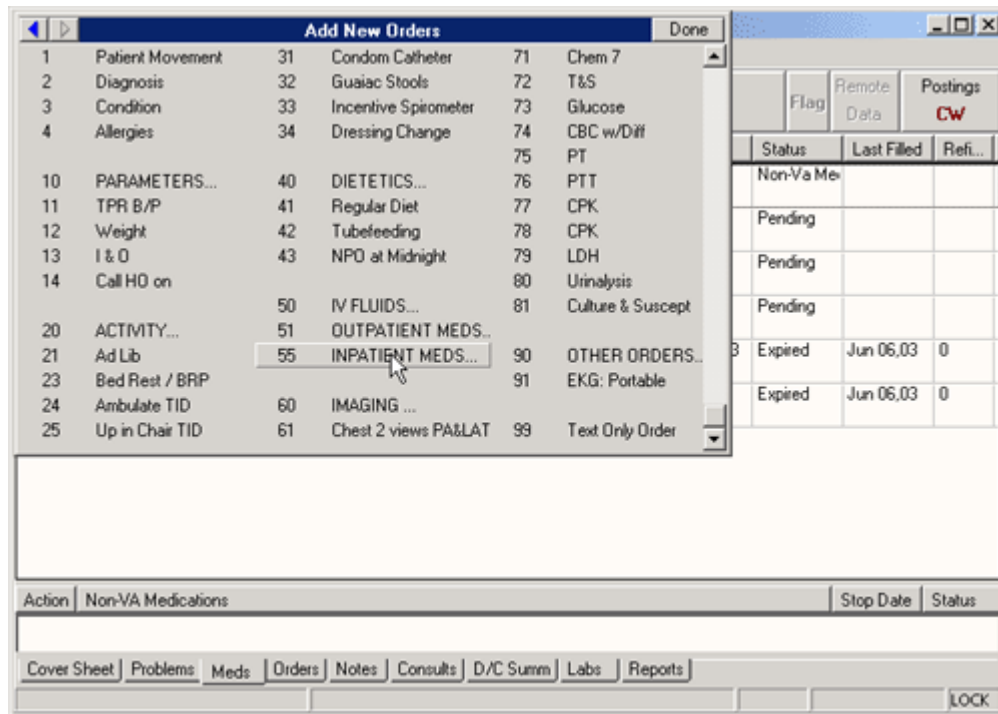 Add New Orders Done
1 Patient Movement 31 Condom Catheter 71 Chem 7
2 Diagnosis 32 Guaiac Stools 72 T&S
3 Condition 33 Incentive Spirometer 73 Glucose
4 Allergies 34 Dressing Change 74 CBC w/Diff
75 PT
10 PARAMETERS... 40 DIETETICS... 76 PTT
11 TPR B/P 41 Regular Diet 77 CPK
12 Weight 42 Tubefeeding 78 CPK
13 I & O 43 NPO at Midnight 79 LDH
14 Call HO on 80 Urinalysis
50 IV FLUIDS... 81 Culture & Suscept
20 ACTIVITY... 51 OUTPATIENT MEDS..
21 Ad Lib 55 INPATIENT MEDS... 90 OTHER ORDERS..
23 Bed Rest / BRP 91 EKG: Portable
24 Ambulate TID 60 IMAGING ...
25 Up in Chair TID 61 Chest 2 views PA&LAT 99 Text Only Order
Flag Remote Data Postings CW
Status Last Filled Refi...
Non-Va Me
Pending
Pending
Pending
3 Expired Jun 06,03 0
Expired Jun 06,03 0
Action Non-VA Medications Stop Date Status
Cover Sheet Problems Meds Orders Notes Consults D/C Summ Labs Reports
LOCK